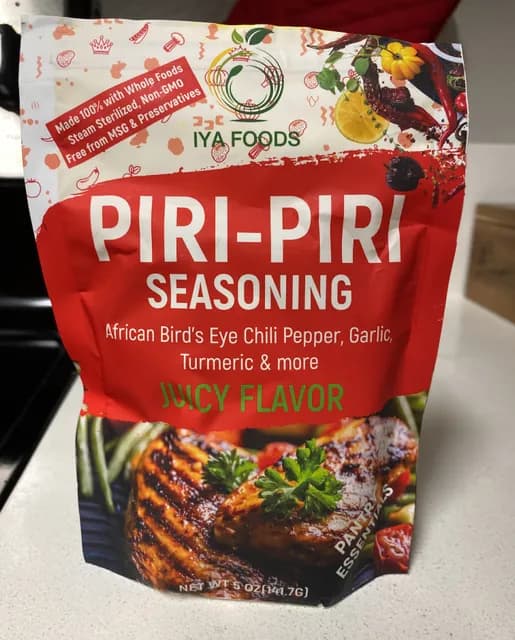 Made 100% with Whole Foods
Steam Sterilized, Non-GMO
Free from MSG & Preservatives
IYA FOODS
PIRI-PIRI
SEASONING
African Bird's Eye Chili Pepper, Garlic,
Turmeric & more
JUICY FLAVOR
PANTRY'S
ESSENTIALS
NET WT 5 OZ(141.7G)